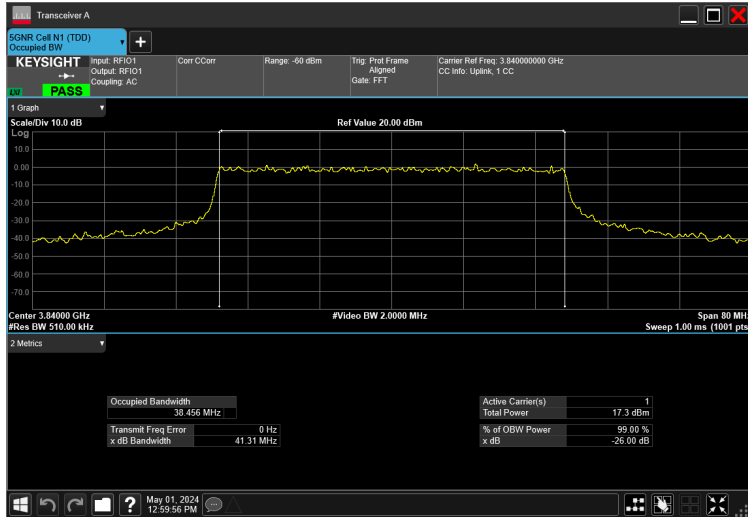 Transceiver A
5GNR Cell N1 (TDD)
Occupied BW
KEYSIGHT
PASS
Input: RFIO1
Output: RFIO1
Coupling: AC
Corr CCorr
Range: -60 dBm
Trig: Prot Frame
Aligned
Gate: FFT
Carrier Ref Freq: 3.840000000 GHz
CC Info: Uplink, 1 CC
1 Graph
Scale/Div 10.0 dB
Ref Value 20.00 dBm
Log
10.0
0.00
-10.0
-20.0
-30.0
-40.0
-50.0
-60.0
-70.0
Center 3.84000 GHz
#Video BW 2.0000 MHz
Span 80 MH
#Res BW 510.00 kHz
Sweep 1.00 ms (1001 pts
2 Metrics
Occupied Bandwidth
38.456 MHz
Transmit Freq Error 0 Hz
x dB Bandwidth 41.31 MHz
Active Carrier(s) 1
Total Power 17.3 dBm
% of OBW Power 99.00 %
x dB -26.00 dB
May 01, 2024
12:59:56 PM